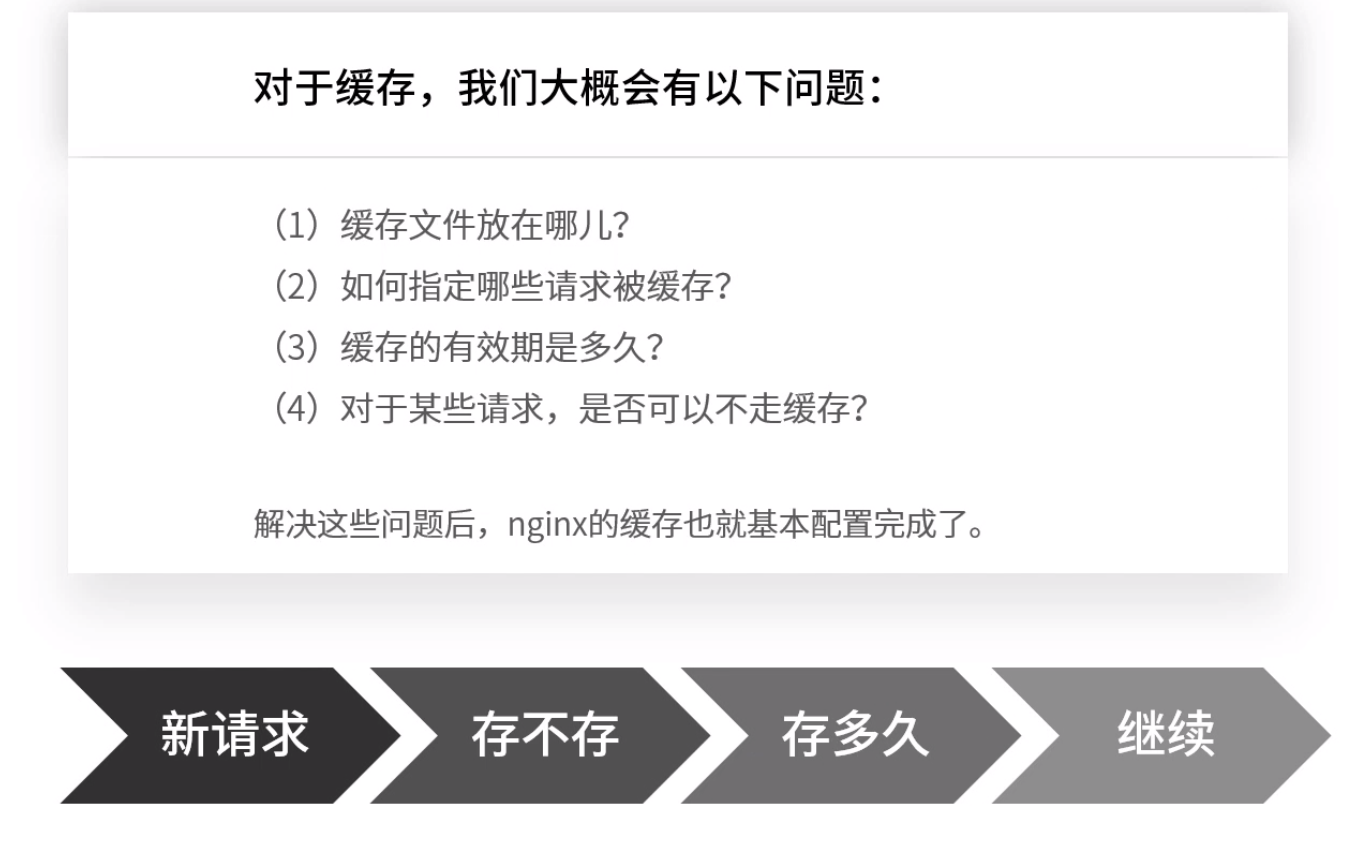 对于缓存，我们大概会有以下问题：
（1）缓存文件放在哪儿？
（2）如何指定哪些请求被缓存？
（3）缓存的有效期是多久？
（4）对于某些请求，是否可以不走缓存？
解决这些问题后，nginx的缓存也就基本配置完成了。
新请求
存不存
存多久
继续